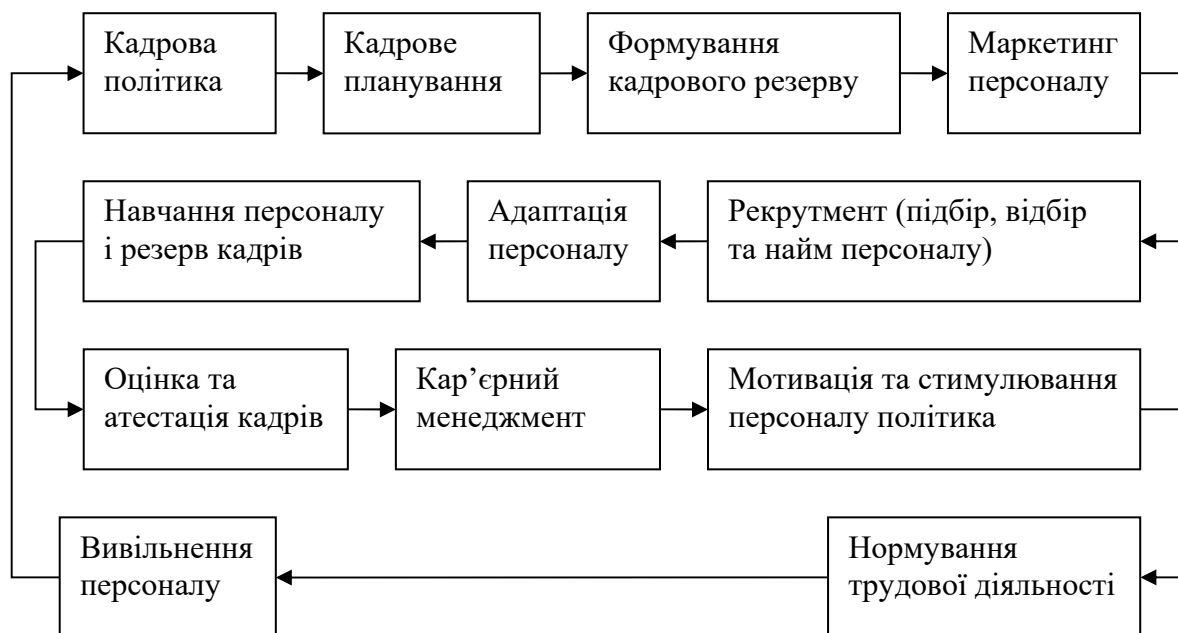 Кадрова
політика
Кадрове
планування
Формування
кадрового резерву
Маркетинг
персоналу
Навчання персоналу
і резерв кадрів
Адаптація
персоналу
Рекрутмент (підбір, відбір
та найм персоналу)
Оцінка та
атестація кадрів
Кар’єрний
менеджмент
Мотивація та стимулювання
персоналу політика
Вивільнення
персоналу
Нормування
трудової діяльності